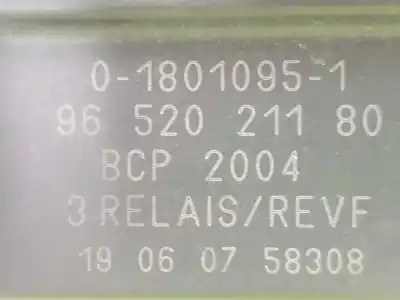 0-1801095-1
96 520 211 80
BCP 2004
3 RELAIS/REVF
19 06 07 58308